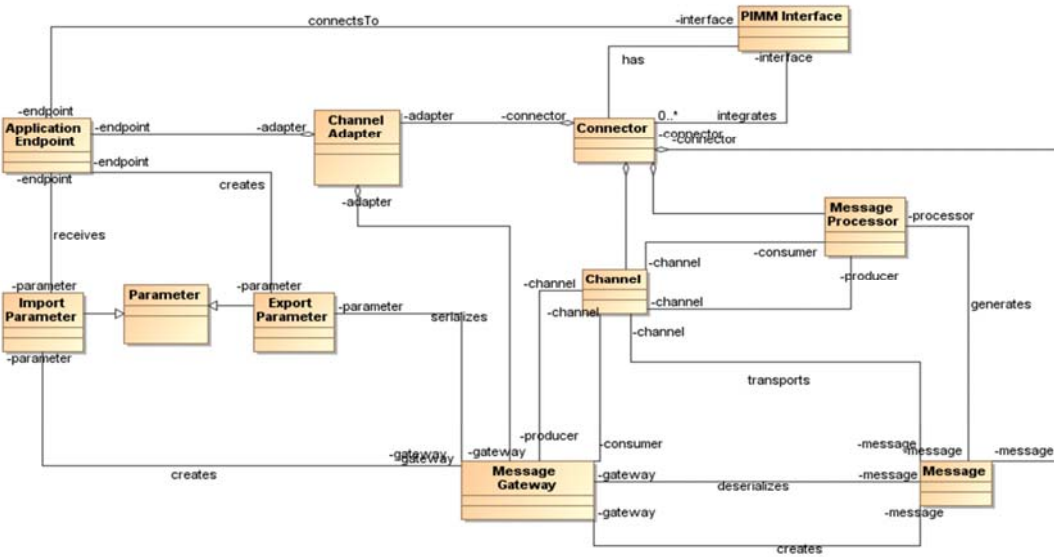 PIMM Interface
connectsTo
-interface
has
-interface
-endpoint
Application
Endpoint
-endpoint
-adapter
Channel
Adapter
-adapter
-connector
Connector
0..*
integrates
-connector
-connector
-endpoint
-endpoint
creates
-adapter
Message
Processor
-processor
receives
-consumer
-channel
-producer
-parameter
Import
Parameter
Parameter
-parameter
Export
Parameter
-parameter
serializes
-channel
Channel
-channel
-channel
-channel
generates
-parameter
transports
-producer
-consumer
-message
-message
-message
-gateway
-gateway
-gateway
creates
Message
Gateway
-gateway
deserializes
-message
Message
-gateway
-message
creates